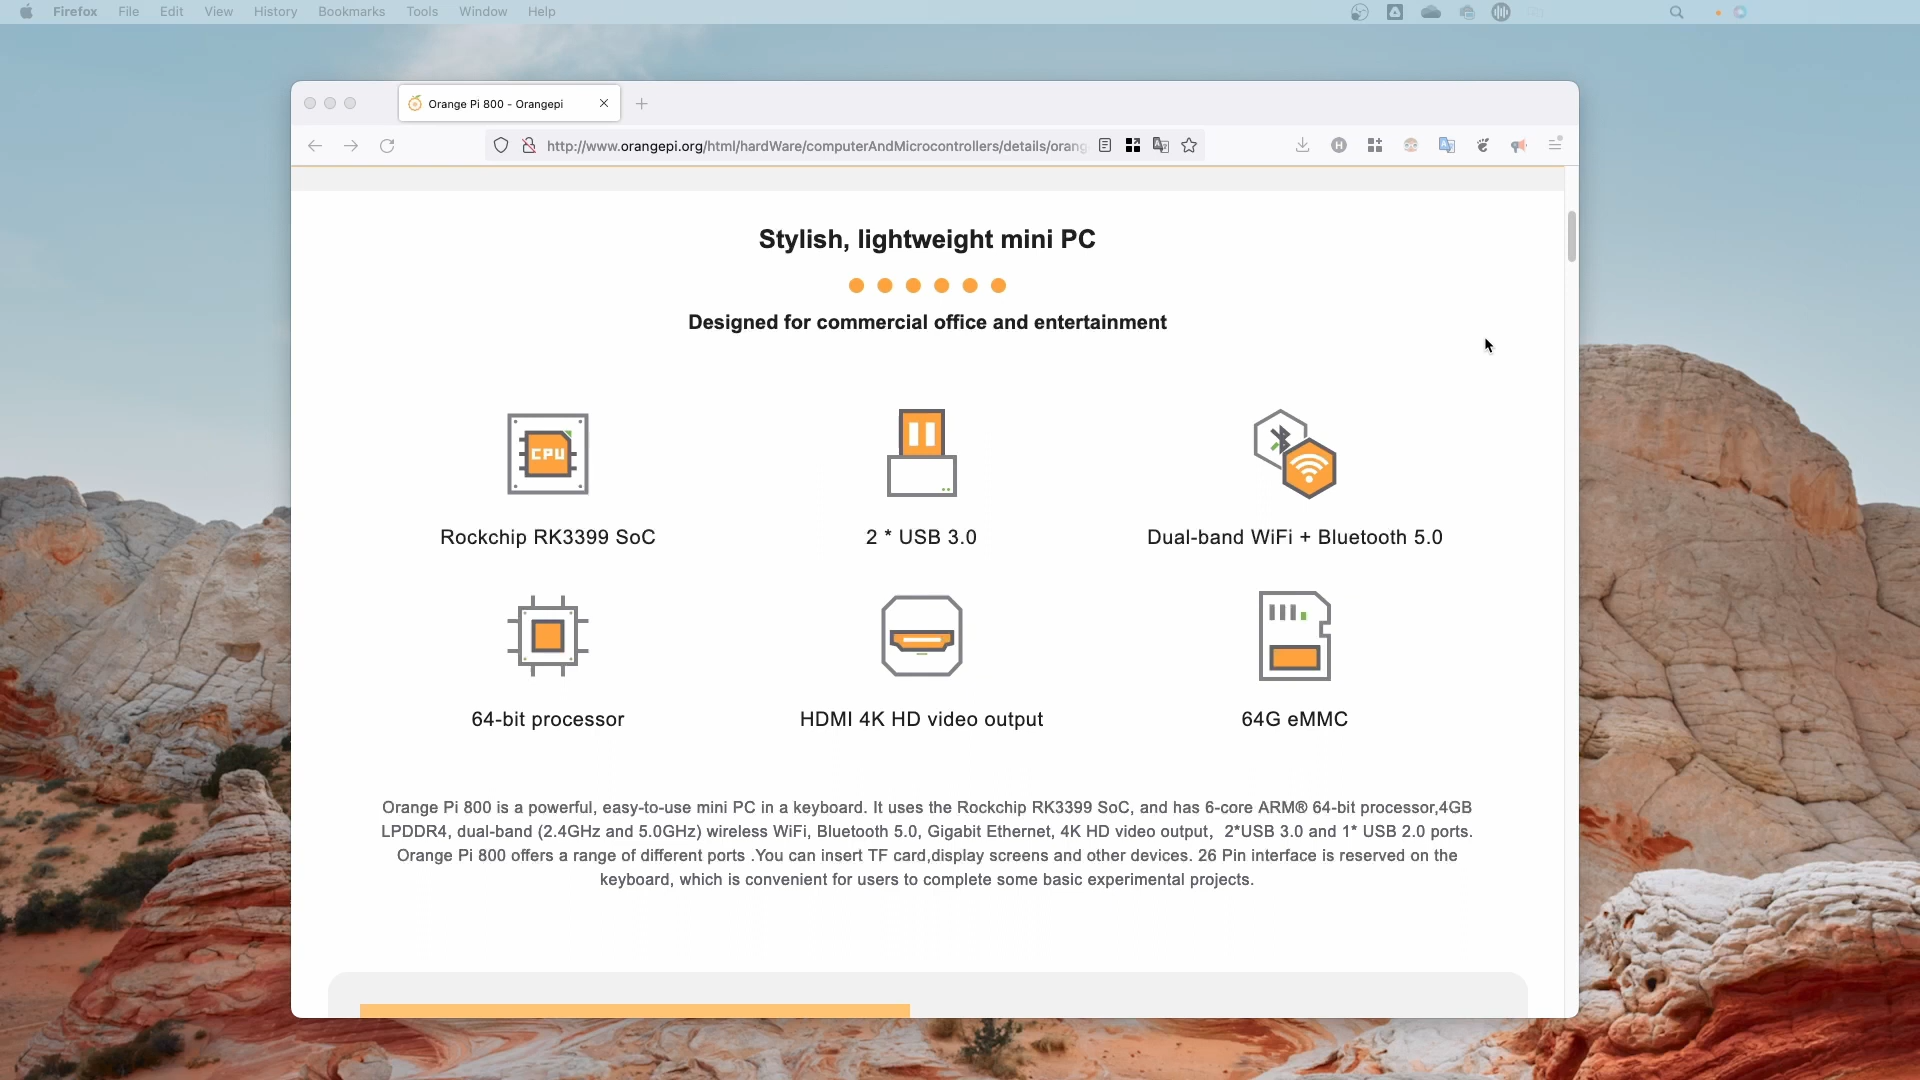 Firefox File Edit View History Bookmarks Tools Window Help
Orange Pi 800 - Orangepi
http://www.orangepi.org/html/hardWare/computerAndMicrocontrollers/details/orang
Stylish, lightweight mini PC
Designed for commercial office and entertainment
CPU
Rockchip RK3399 SoC
2 * USB 3.0
Dual-band WiFi + Bluetooth 5.0
64-bit processor
HDMI 4K HD video output
64G eMMC
Orange Pi 800 is a powerful, easy-to-use mini PC in a keyboard. It uses the Rockchip RK3399 SoC, and has 6-core ARM® 64-bit processor,4GB
LPDDR4, dual-band (2.4GHz and 5.0GHz) wireless WiFi, Bluetooth 5.0, Gigabit Ethernet, 4K HD video output,  2*USB 3.0 and 1* USB 2.0 ports.
Orange Pi 800 offers a range of different ports .You can insert TF card,display screens and other devices. 26 Pin interface is reserved on the
keyboard, which is convenient for users to complete some basic experimental projects.